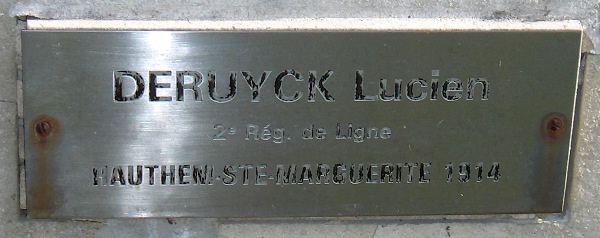 DERUYCK Lucien
2e Rég. de Ligne
HAUTHEM-STE-MARGUERITE 1914